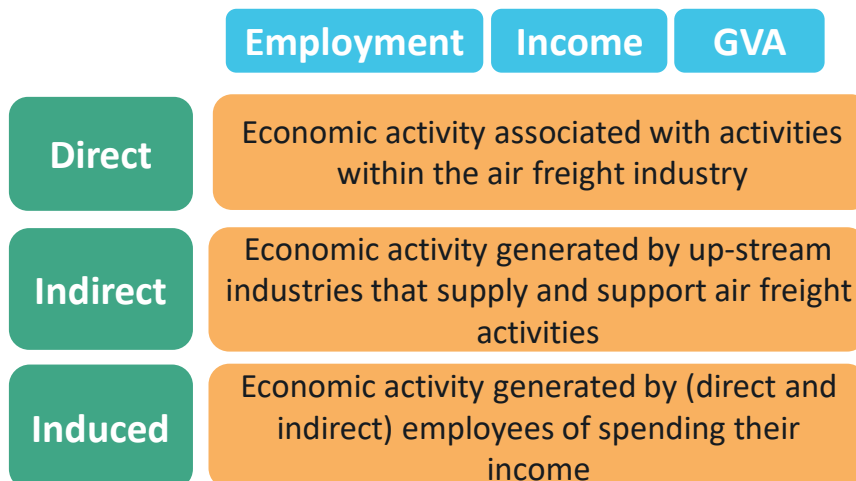 Employment Income GVA
Direct
Economic activity associated with activities
within the air freight industry
Indirect
Economic activity generated by up-stream
industries that supply and support air freight
activities
Induced
Economic activity generated by (direct and
indirect) employees of spending their
income